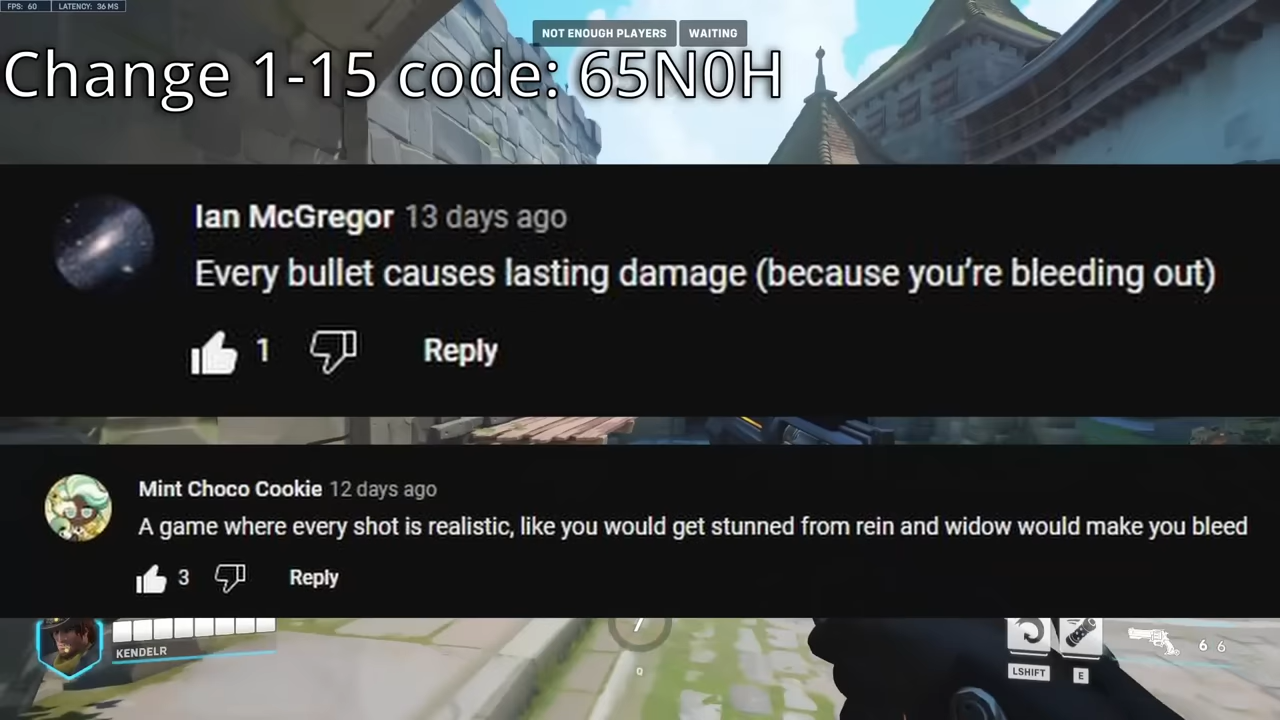 FPS: 60 LATENCY: 36 MS
NOT ENOUGH PLAYERS WAITING
Change 1-15 code: 65N0H
Ian McGregor 13 days ago
Every bullet causes lasting damage (because you're bleeding out)
1 Reply
Mint Choco Cookie 12 days ago
A game where every shot is realistic, like you would get stunned from rein and widow would make you bleed
3 Reply
KENDELR
0
LSHIFT
E
6 6